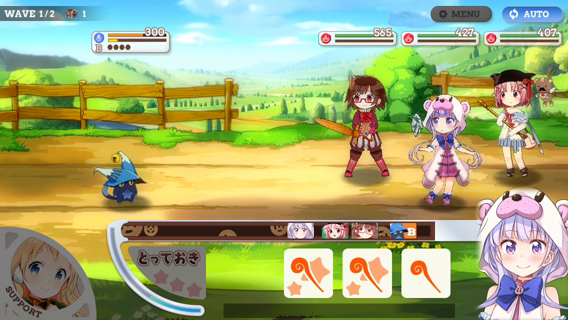 WAVE 1/2 1
MENU
AUTO
300
B
565
427
407
B
とっておき
SUPPORT